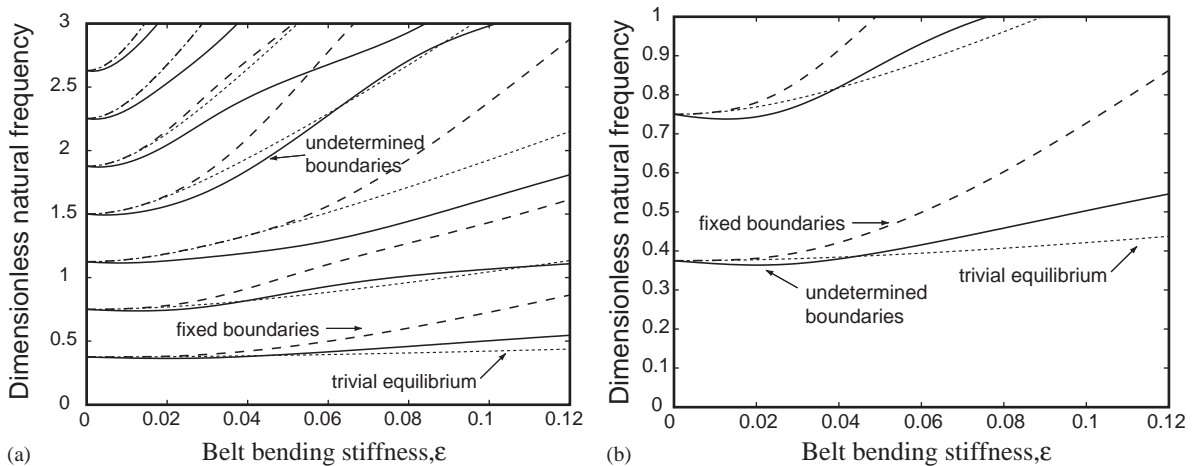 Dimensionless natural frequency
3
2.5
2
1.5
1
0.5
0
undetermined
boundaries
fixed boundaries
trivial equilibrium
0 0.02 0.04 0.06 0.08 0.1 0.12
(a) Belt bending stiffness,ε
Dimensionless natural frequency
1
0.9
0.8
0.7
0.6
0.5
0.4
0.3
0.2
0.1
0
fixed boundaries
trivial equilibrium
undetermined
boundaries
0 0.02 0.04 0.06 0.08 0.1 0.12
(b) Belt bending stiffness,ε